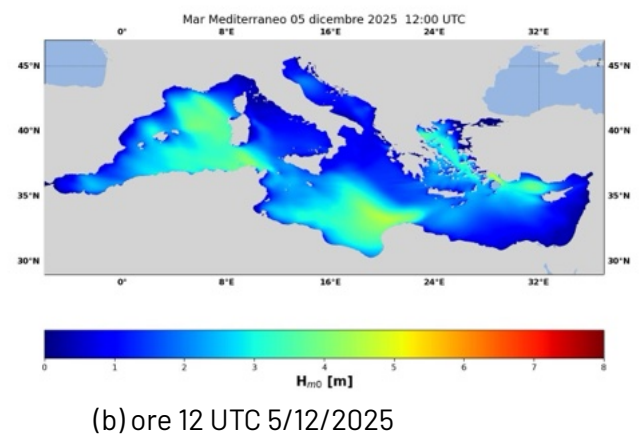 Mar Mediterraneo 05 dicembre 2025 12:00 UTC
0° 8°E 16°E 24°E 32°E
45°N 45°N
40°N 40°N
35°N 35°N
30°N 30°N
0° 8°E 16°E 24°E 32°E
0 1 2 3 4 5 6 7 8
Hm0 [m]
(b) ore 12 UTC 5/12/2025